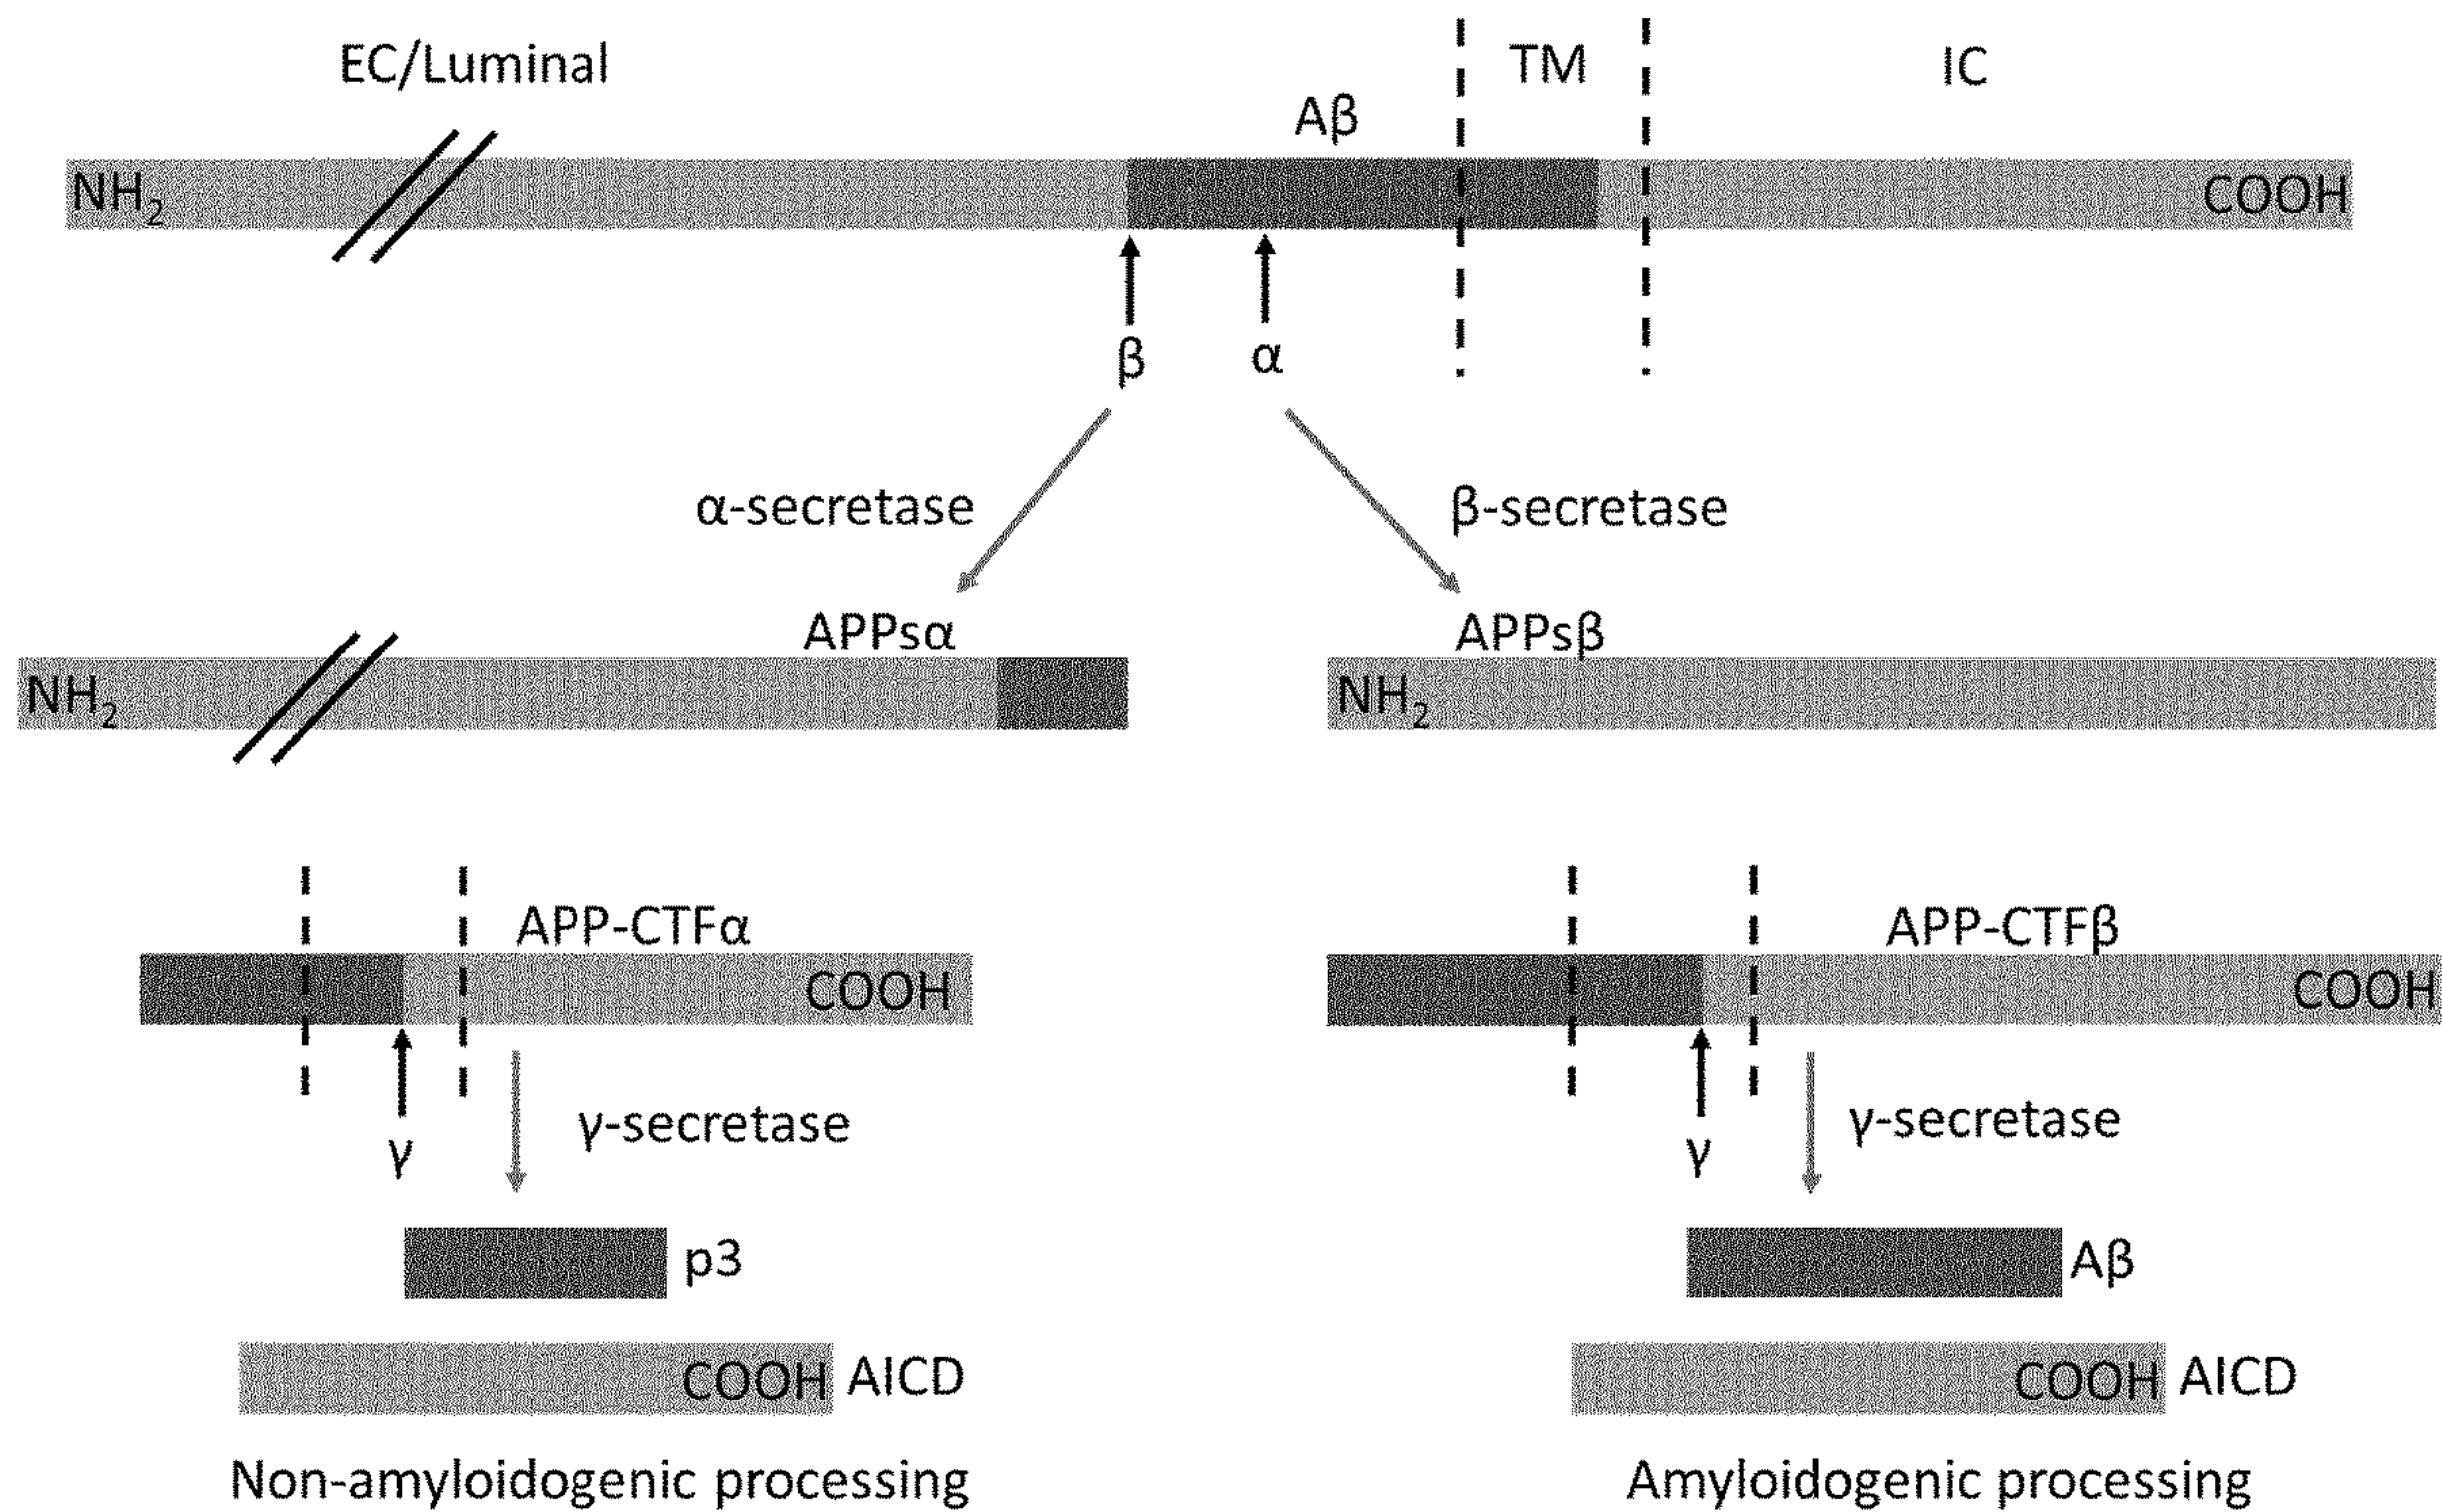 EC/Luminal
TM
IC
Aβ
NH2
COOH
β
α
α-secretase
β-secretase
APPsα
APPsβ
NH2
NH2
APP-CTFα
APP-CTFβ
COOH
COOH
γ
γ-secretase
γ
γ-secretase
p3
Aβ
COOH AICD
COOH AICD
Non-amyloidogenic processing
Amyloidogenic processing